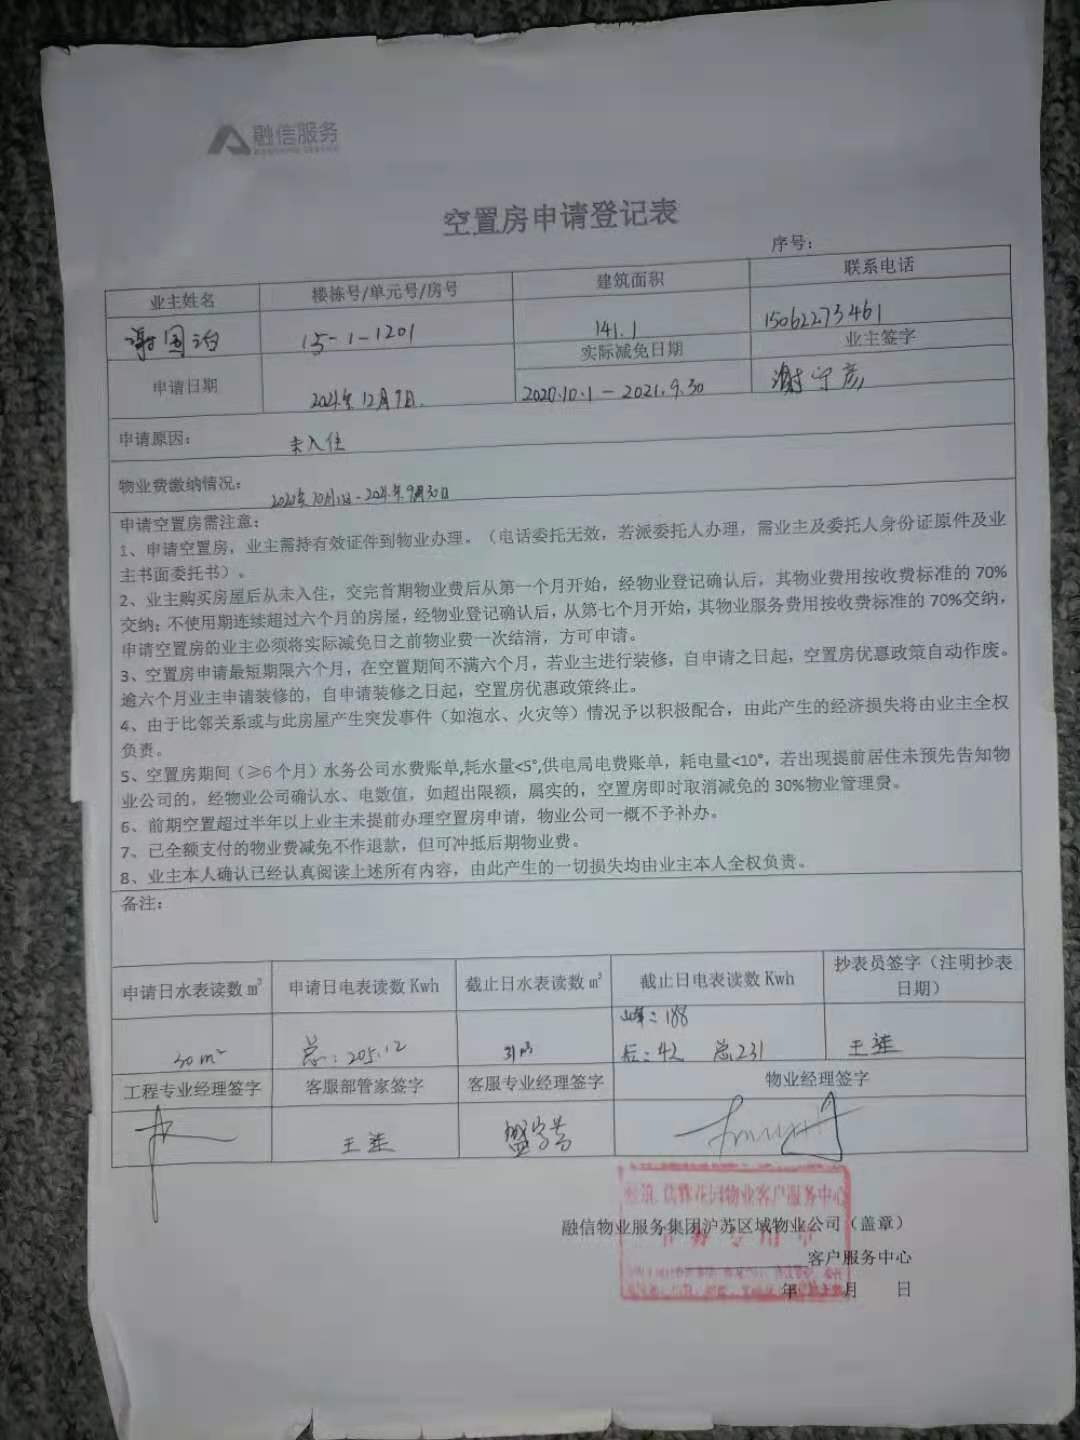 融信服务
空置房申请登记表
序号：
业主姓名 楼栋号/单元号/房号 建筑面积 联系电话
谢国治 15-1-1201 141.1 15062273461
申请日期 2021年12月9日. 实际减免日期 业主签字
2020.10.1－2021.9.30 谢宁彦
申请原因： 未入住
物业费缴纳情况： 2020年10月1日-2021年9月30日
申请空置房需注意：
1、申请空置房，业主需持有效证件到物业办理。（电话委托无效，若派委托人办理，需业主及委托人身份证原件及业
主书面委托书）。
2、业主购买房屋后从未入住，交完首期物业费后从第一个月开始，经物业登记确认后，其物业费用按收费标准的 70%
交纳；不使用期连续超过六个月的房屋，经物业登记确认后，从第七个月开始，其物业服务费用按收费标准的 70%交纳，
申请空置房的业主必须将实际减免日之前物业费一次结清，方可申请。
3、空置房申请最短期限六个月，在空置期间不满六个月，若业主进行装修，自申请之日起，空置房优惠政策自动作废。
逾六个月业主申请装修的，自申请装修之日起，空置房优惠政策终止。
4、由于比邻关系或与此房屋产生突发事件（如泡水、火灾等）情况予以积极配合，由此产生的经济损失将由业主全权
负责。
5、空置房期间（≥6 个月）水务公司水费账单,耗水量<5°,供电局电费账单，耗电量<10°，若出现提前居住未预先告知物
业公司的，经物业公司确认水、电数值，如超出限额，属实的，空置房即时取消减免的 30%物业管理费。
6、前期空置超过半年以上业主未提前办理空置房申请，物业公司一概不予补办。
7、已全额支付的物业费减免不作退款，但可冲抵后期物业费。
8、业主本人确认已经认真阅读上述所有内容，由此产生的一切损失均由业主本人全权负责。
备注：
申请日水表读数 m³ 申请日电表读数 Kwh 截止日水表读数 m³ 截止日电表读数 Kwh 抄表员签字（注明抄表
日期）
30m² 总：205.12 31m³ 峰：188
谷：42 总231 王莲
工程专业经理签字 客服部管家签字 客服专业经理签字 物业经理签字
王莲
融信物业服务集团沪苏区域物业公司（盖章）
客户服务中心
年 月 日